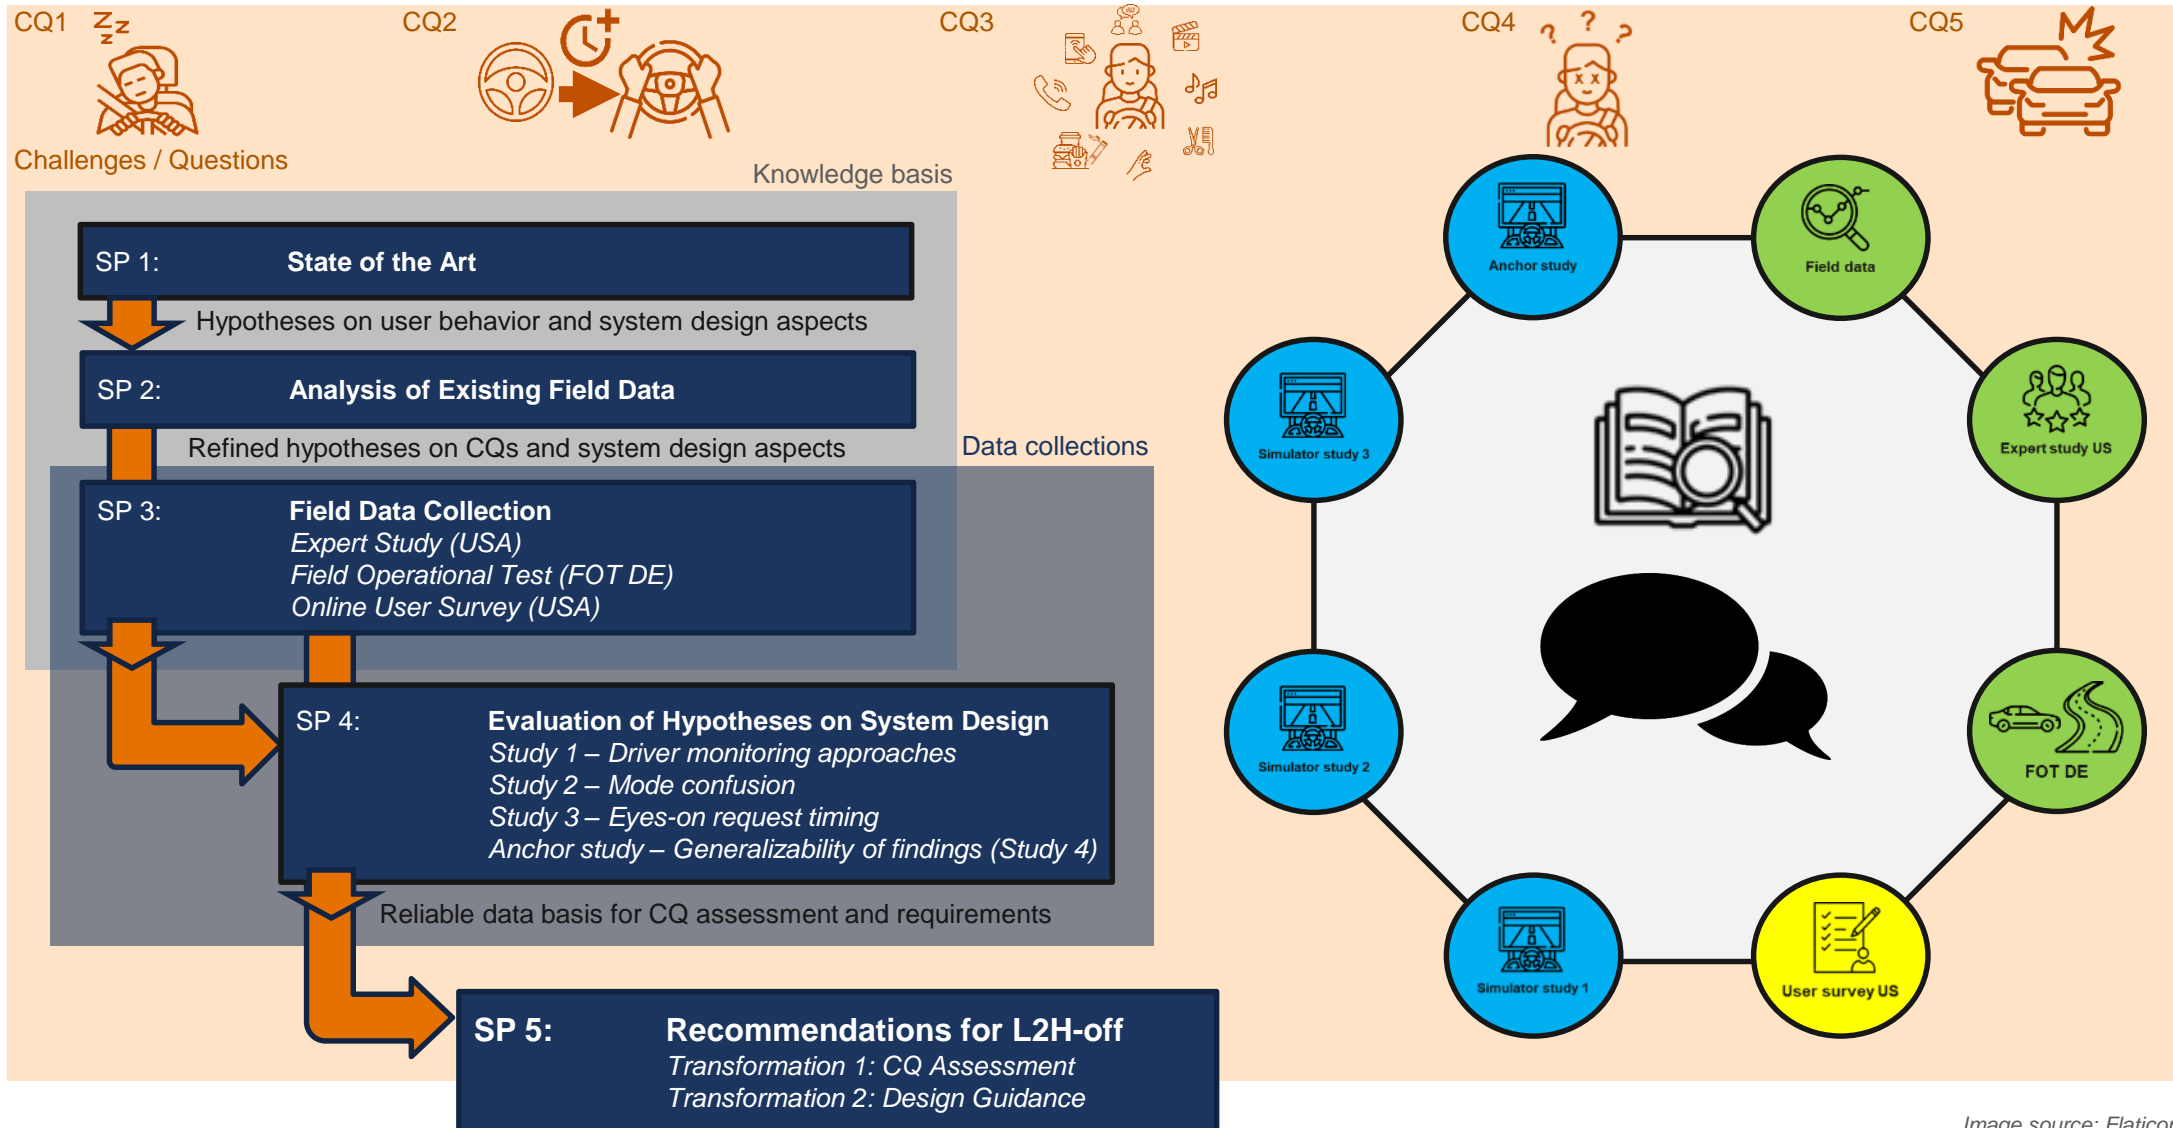 CQ1
CQ2
CQ3
CQ4
CQ5
Z Z
Z
? ? ?
Challenges / Questions
Knowledge basis
SP 1: State of the Art
Hypotheses on user behavior and system design aspects
SP 2: Analysis of Existing Field Data
Refined hypotheses on CQs and system design aspects
Data collections
SP 3: Field Data Collection
Expert Study (USA)
Field Operational Test (FOT DE)
Online User Survey (USA)
SP 4: Evaluation of Hypotheses on System Design
Study 1 – Driver monitoring approaches
Study 2 – Mode confusion
Study 3 – Eyes-on request timing
Anchor study – Generalizability of findings (Study 4)
Reliable data basis for CQ assessment and requirements
SP 5: Recommendations for L2H-off
Transformation 1: CQ Assessment
Transformation 2: Design Guidance
Anchor study
Field data
Simulator study 3
Expert study US
Simulator study 2
FOT DE
Simulator study 1
User survey US
Image source: Flaticon